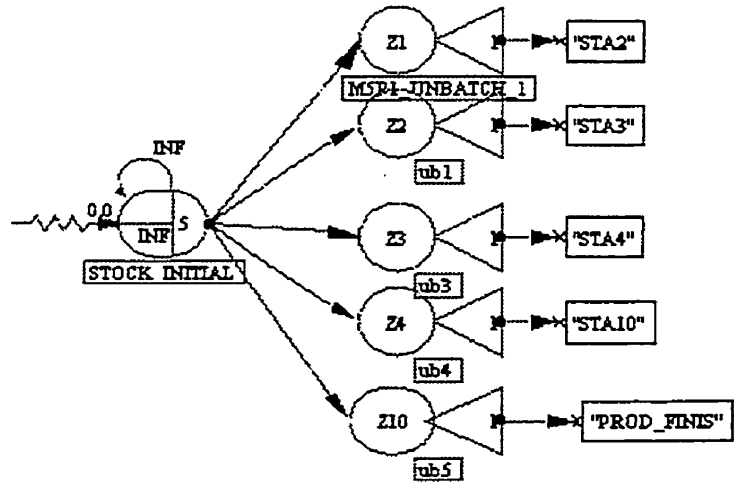 Z1
"STA2"
Z2
"STA3"
ub1
INF
0.0
INF
5
STOCK INITIAL
Z3
"STA4"
ub3
Z4
"STA10"
ub4
Z10
"PROD_FINIS"
ub5